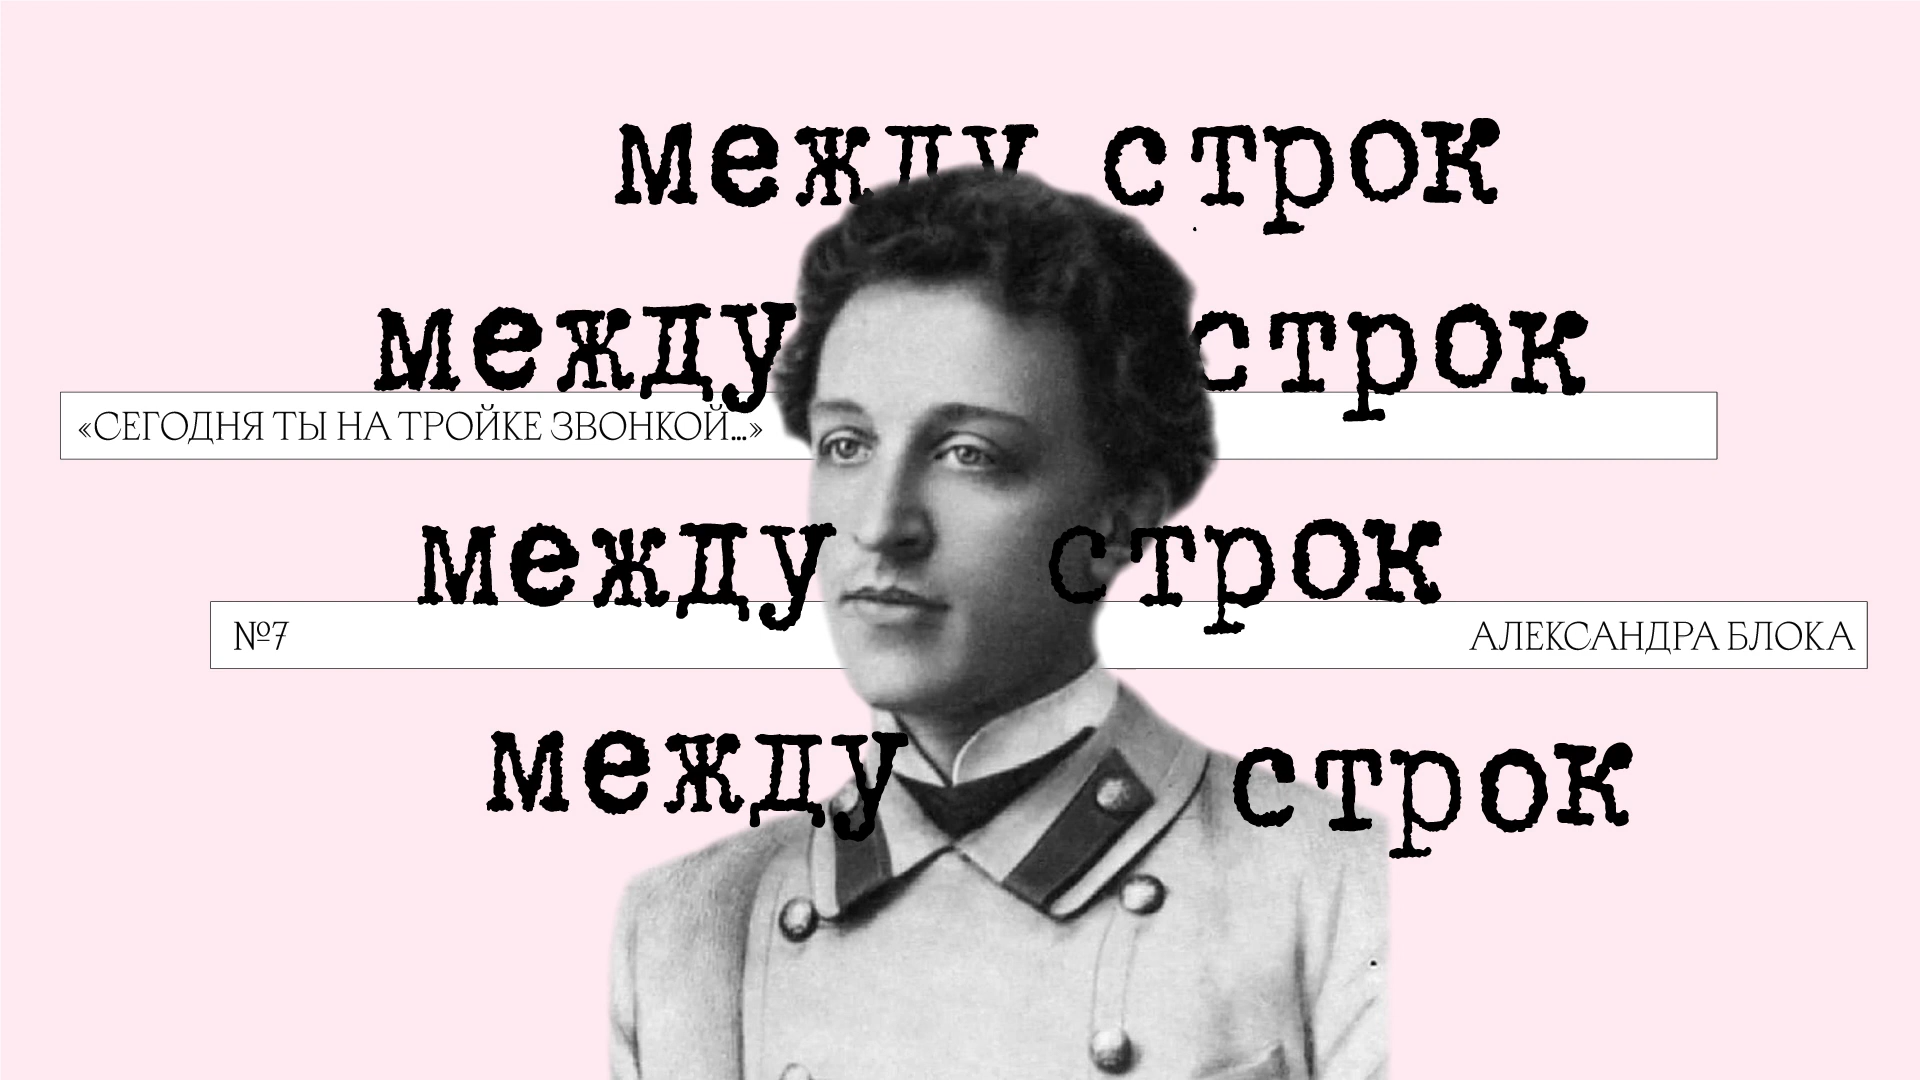 между строк
между строк
«СЕГОДНЯ ТЫ НА ТРОЙКЕ ЗВОНКОЙ...»
между строк
№7 АЛЕКСАНДРА БЛОКА
между строк